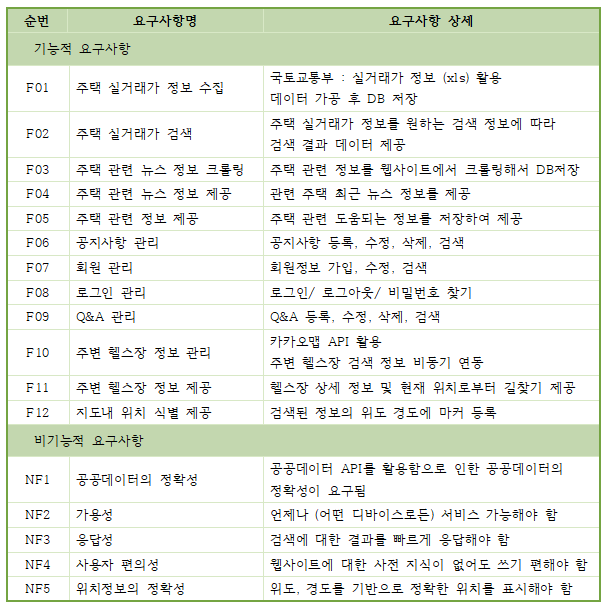 순번 요구사항명 요구사항 상세
기능적 요구사항
F01 주택 실거래가 정보 수집 국토교통부 : 실거래가 정보 (xls) 활용
데이터 가공 후 DB 저장
F02 주택 실거래가 검색 주택 실거래가 정보를 원하는 검색 정보에 따라
검색 결과 데이터 제공
F03 주택 관련 뉴스 정보 크롤링 주택 관련 정보를 웹사이트에서 크롤링해서 DB저장
F04 주택 관련 뉴스 정보 제공 관련 주택 최근 뉴스 정보를 제공
F05 주택 관련 정보 제공 주택 관련 도움되는 정보를 저장하여 제공
F06 공지사항 관리 공지사항 등록, 수정, 삭제, 검색
F07 회원 관리 회원정보 가입, 수정, 검색
F08 로그인 관리 로그인/ 로그아웃/ 비밀번호 찾기
F09 Q&A 관리 Q&A 등록, 수정, 삭제, 검색
F10 주변 헬스장 정보 관리 카카오맵 API 활용
주변 헬스장 검색 정보 비동기 연동
F11 주변 헬스장 정보 제공 헬스장 상세 정보 및 현재 위치로부터 길찾기 제공
F12 지도내 위치 식별 제공 검색된 정보의 위도 경도에 마커 등록
비기능적 요구사항
NF1 공공데이터의 정확성 공공데이터 API를 활용함으로 인한 공공데이터의
정확성이 요구됨
NF2 가용성 언제나 (어떤 디바이스로든) 서비스 가능해야 함
NF3 응답성 검색에 대한 결과를 빠르게 응답해야 함
NF4 사용자 편의성 웹사이트에 대한 사전 지식이 없어도 쓰기 편해야 함
NF5 위치정보의 정확성 위도, 경도를 기반으로 정확한 위치를 표시해야 함